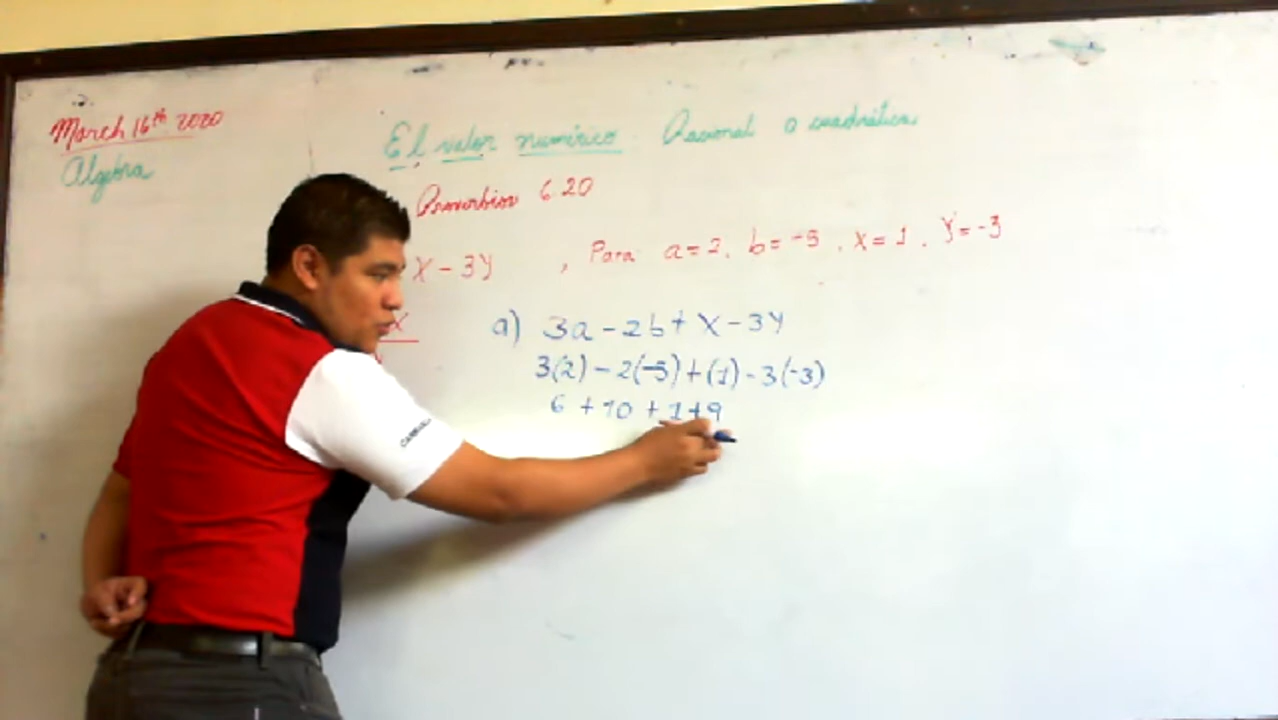 March 16th 2020
Algebra
El valor numérico Racional o cuadrática
Proverbios 6.20
X - 3Y , Para a = 2, b = -5, X = 1, Y = -3
X
a) 3a - 2b + X - 3Y
3(2) - 2(-5) + (1) - 3(-3)
6 + 10 + 1 + 9